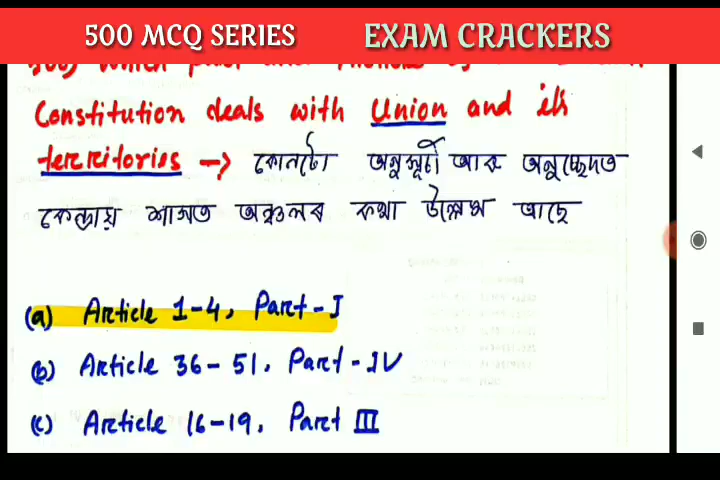 500 MCQ SERIES EXAM CRACKERS
Constitution deals with Union and its
territories → কোনটো অনুসূচী আৰু অনুচ্ছেদত
কেন্দ্ৰীয় শাসিত অঞ্চলৰ কথা উল্লেখ আছে
(a) Article 1-4, Part-I
(b) Article 36-51, Part-IV
(c) Article 16-19, Part III